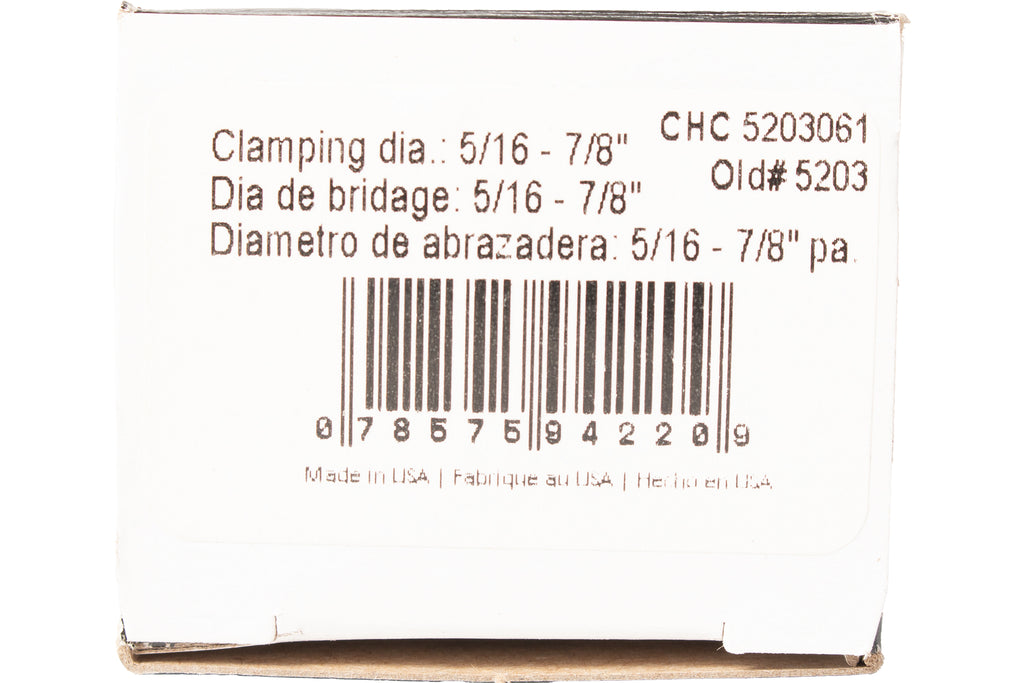 Clamping dia.: 5/16 - 7/8"
CHC 5203061
Old# 5203
Dia de bridage: 5/16 - 7/8"
Diametro de abrazadera: 5/16 - 7/8" pa.
0 78575 94220 9
Made in USA | Fabrique au USA | Hecho en USA